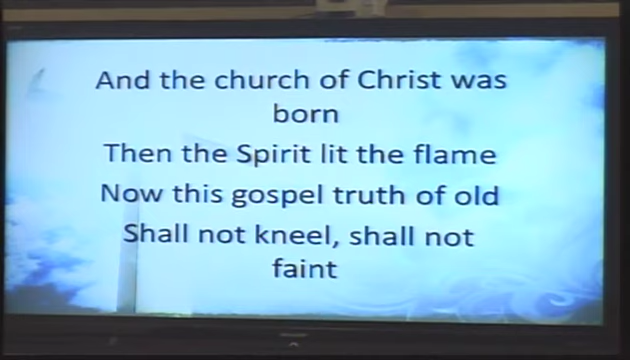 And the church of Christ was
born
Then the Spirit lit the flame
Now this gospel truth of old
Shall not kneel, shall not
faint